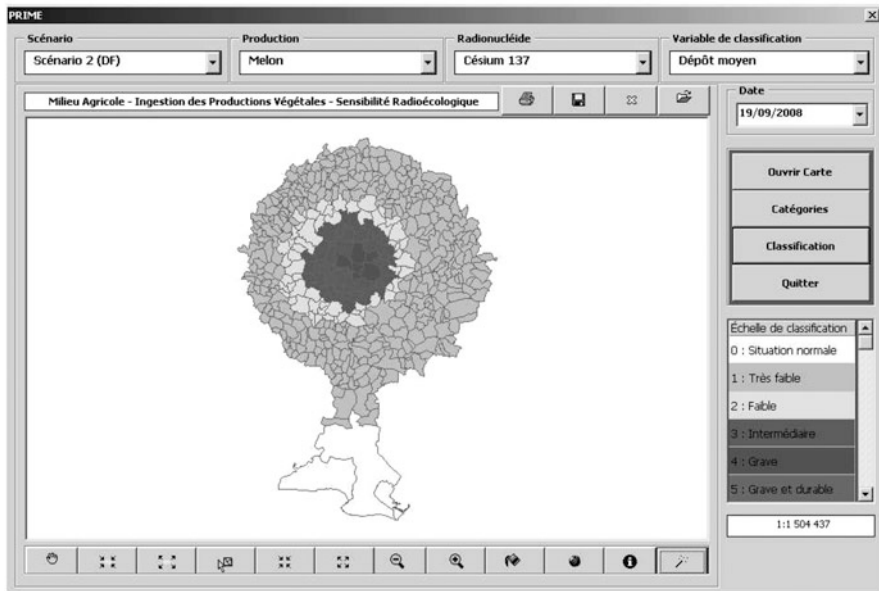 PRIME
Scénario
Production
Radionucléide
Variable de classification
Scénario 2 (DF)
Melon
Césium 137
Dépôt moyen
Milieu Agricole - Ingestion des Productions Végétales - Sensibilité Radioécologique
Date
19/09/2008
Ouvrir Carte
Catégories
Classification
Quitter
Échelle de classification
0 : Situation normale
1 : Très faible
2 : Faible
3 : Intermédiaire
4 : Grave
5 : Grave et durable
1:1 504 437